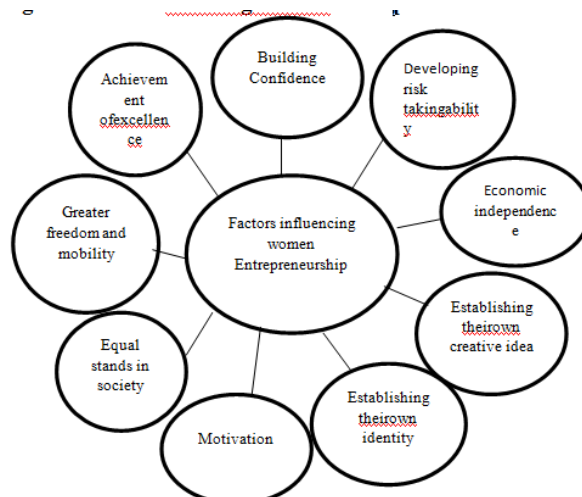 Building
Confidence
Developing
risk
takingability
y
Economic
independenc
e
Establishing
theirown
creative idea
Establishing
theirown
identity
Motivation
Equal
stands in
society
Greater
freedom and
mobility
Achievem
ent
ofexcellen
ce
Factors influencing
women
Entrepreneurship